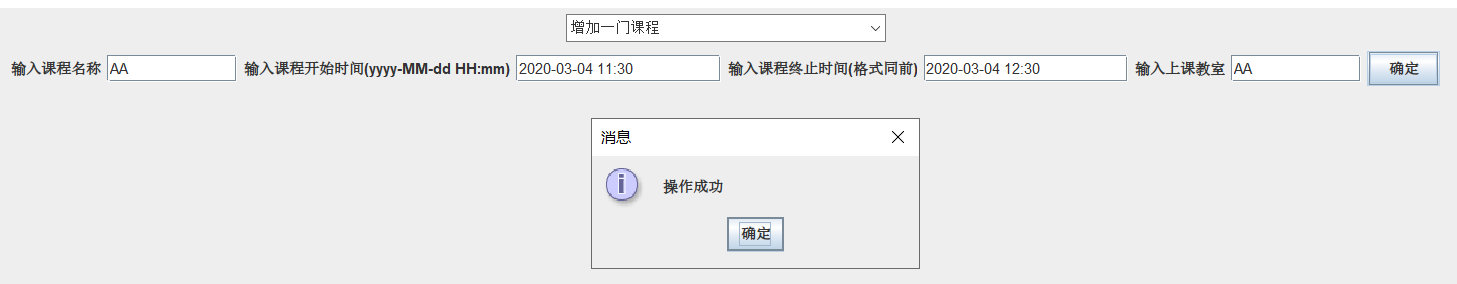 增加一门课程
输入课程名称 AA 输入课程开始时间(yyyy-MM-dd HH:mm) 2020-03-04 11:30 输入课程终止时间(格式同前) 2020-03-04 12:30 输入上课教室 AA 确定
消息
操作成功
确定